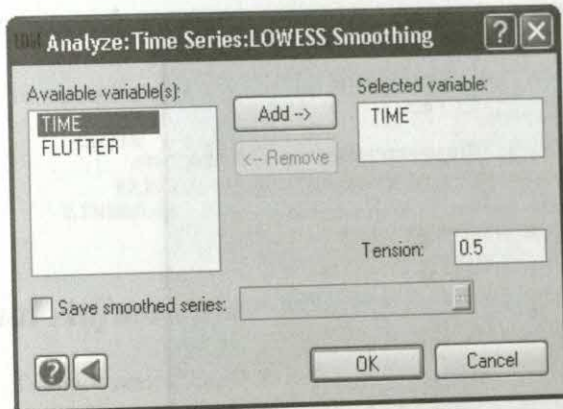 Analyze:Time Series:LOWESS Smoothing
Available variable(s):
TIME
FLUTTER
Add -->
<-- Remove
Selected variable:
TIME
Tension: 0.5
Save smoothed series:
...
OK
Cancel